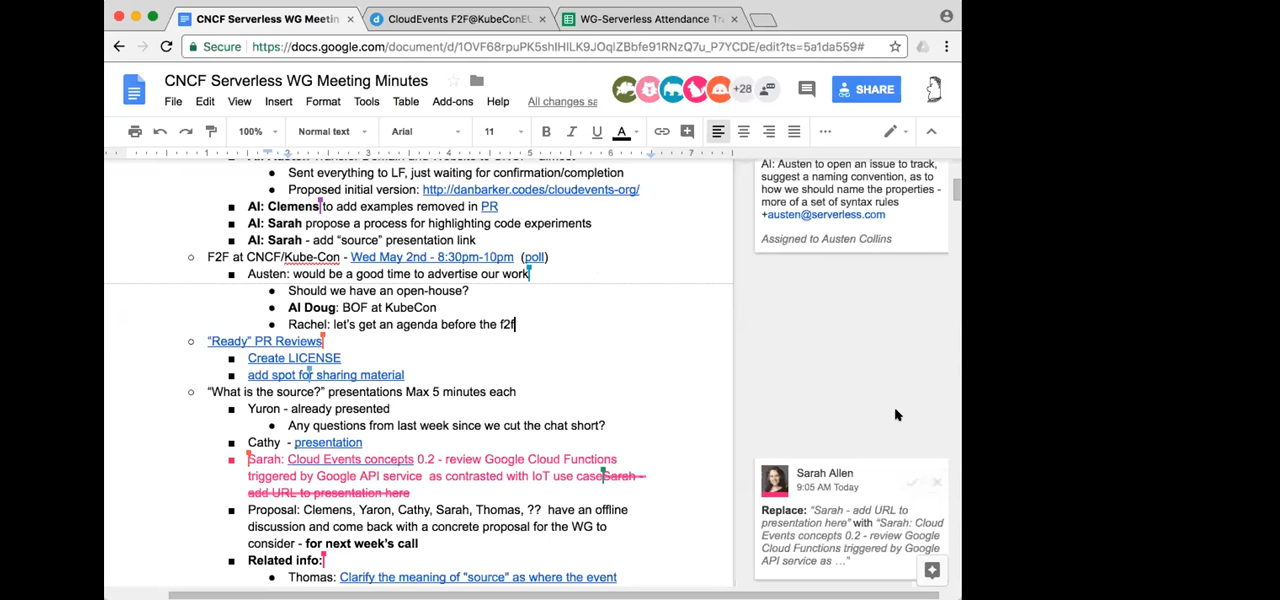 CNCF Serverless WG Meetin
CloudEvents F2F@KubeConEU
WG-Serverless Attendance Tr
Secure
https://docs.google.com/document/d/1OVF68rpuPK5shIHILK9JOqlZBbfe91RNzQ7u_P7YCDE/edit?ts=5a1da559#
CNCF Serverless WG Meeting Minutes
+28
SHARE
File Edit View Insert Format Tools Table Add-ons Help All changes sa
100% Normal text Arial 11 B I U A
1 2 3 4 5 6 7
Sent everything to LF, just waiting for confirmation/completion
Proposed initial version: http://danbarker.codes/cloudevents-org/
AI: Clemens to add examples removed in PR
AI: Sarah propose a process for highlighting code experiments
AI: Sarah - add “source” presentation link
F2F at CNCF/Kube-Con - Wed May 2nd - 8:30pm-10pm (poll)
Austen: would be a good time to advertise our work
Should we have an open-house?
AI Doug: BOF at KubeCon
Rachel: let’s get an agenda before the f2f
“Ready” PR Reviews
Create LICENSE
add spot for sharing material
“What is the source?” presentations Max 5 minutes each
Yuron - already presented
Any questions from last week since we cut the chat short?
Cathy - presentation
Sarah: Cloud Events concepts 0.2 - review Google Cloud Functions
triggered by Google API service as contrasted with IoT use caseSarah -
add URL to presentation here
Proposal: Clemens, Yaron, Cathy, Sarah, Thomas, ?? have an offline
discussion and come back with a concrete proposal for the WG to
consider - for next week’s call
Related info:
Thomas: Clarify the meaning of "source" as where the event
AI: Austen to open an issue to track,
suggest a naming convention, as to
how we should name the properties -
more of a set of syntax rules
+austen@serverless.com
Assigned to Austen Collins
Sarah Allen
9:05 AM Today
Replace: “Sarah - add URL to
presentation here” with “Sarah: Cloud
Events concepts 0.2 - review Google
Cloud Functions triggered by Google
API service as …”